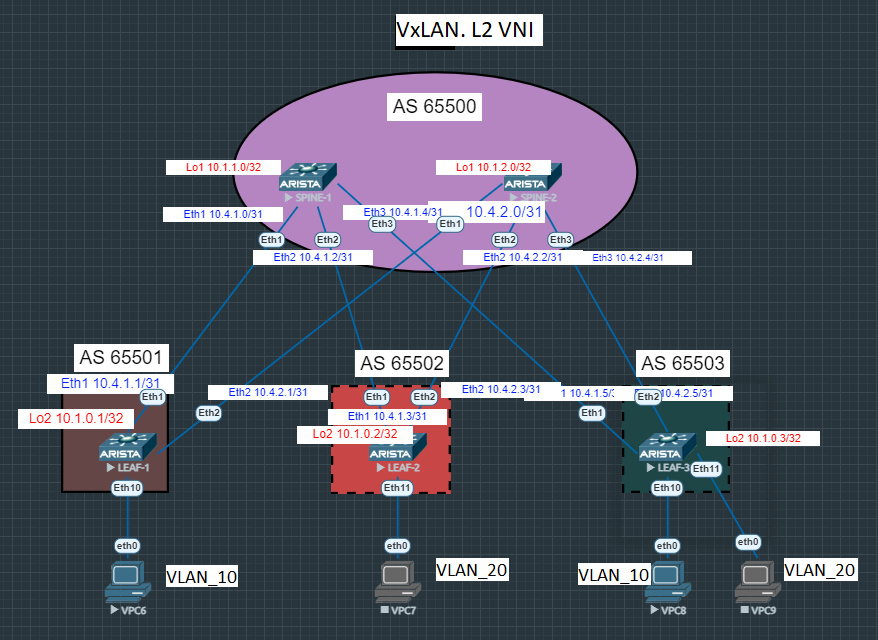 VxLAN. L2 VNI
AS 65500
Lo1 10.1.1.0/32
Lo1 10.1.2.0/32
ARISTA
SPINE-1
ARISTA
SPINE-2
Eth1 10.4.1.0/31
Eth3 10.4.1.4/31
10.4.2.0/31
Eth3
Eth1
Eth1
Eth2
Eth2
Eth3
Eth2 10.4.1.2/31
Eth2 10.4.2.2/31
Eth3 10.4.2.4/31
AS 65501
AS 65502
AS 65503
Eth1 10.4.1.1/31
Eth2 10.4.2.1/31
Eth2 10.4.2.3/31
1 10.4.1.5/
10.4.2.5/31
Eth1
Eth1
Eth2
Eth2
Lo2 10.1.0.1/32
Eth2
Eth1 10.4.1.3/31
Eth1
Lo2 10.1.0.2/32
Lo2 10.1.0.3/32
ARISTA
LEAF-1
ARISTA
LEAF-2
ARISTA
LEAF-3
Eth11
Eth10
Eth11
Eth10
eth0
eth0
eth0
eth0
VLAN_10
VLAN_20
VLAN_10
VLAN_20
VPC6
VPC7
VPC8
VPC9